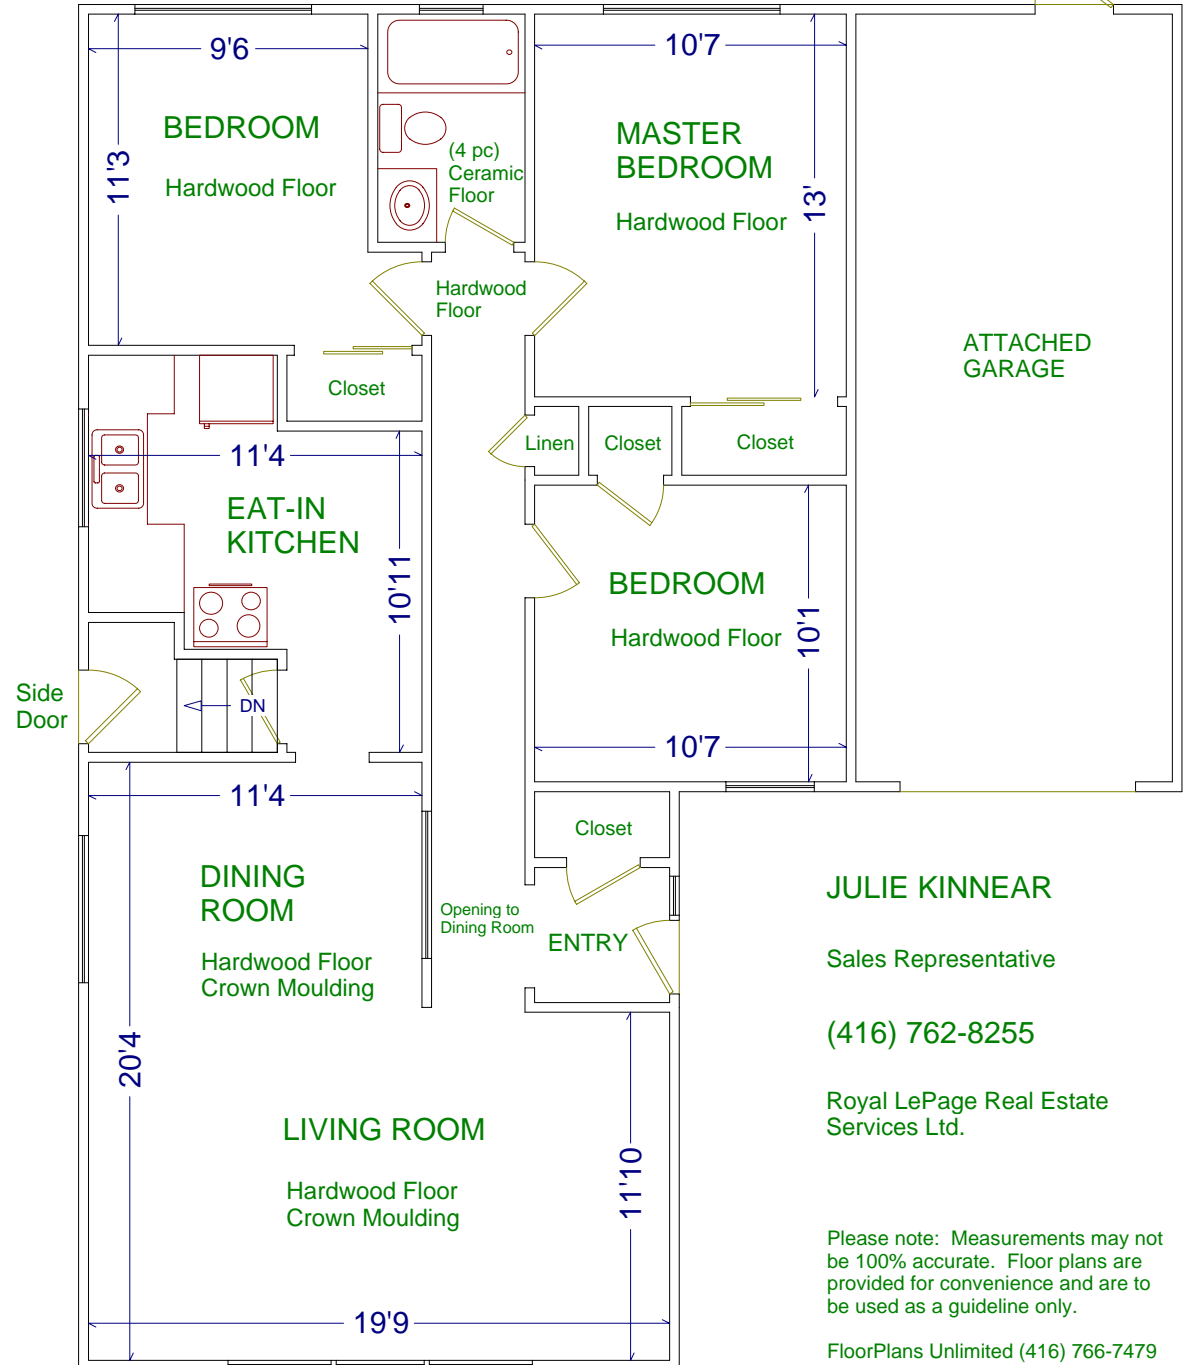 9'6
10'7
BEDROOM
11'3
Hardwood Floor
(4 pc)
Ceramic
Floor
MASTER
BEDROOM
13'
Hardwood Floor
Hardwood
Floor
ATTACHED
GARAGE
Closet
Linen
Closet
Closet
11'4
EAT-IN
KITCHEN
10'11
BEDROOM
Hardwood Floor
10'1
10'7
Side
Door
DN
11'4
Closet
DINING
ROOM
Hardwood Floor
Crown Moulding
Opening to
Dining Room
ENTRY
20'4
LIVING ROOM
Hardwood Floor
Crown Moulding
11'10
19'9
JULIE KINNEAR
Sales Representative
(416) 762-8255
Royal LePage Real Estate
Services Ltd.
Please note:  Measurements may not
be 100% accurate.  Floor plans are
provided for convenience and are to
be used as a guideline only.
FloorPlans Unlimited (416) 766-7479